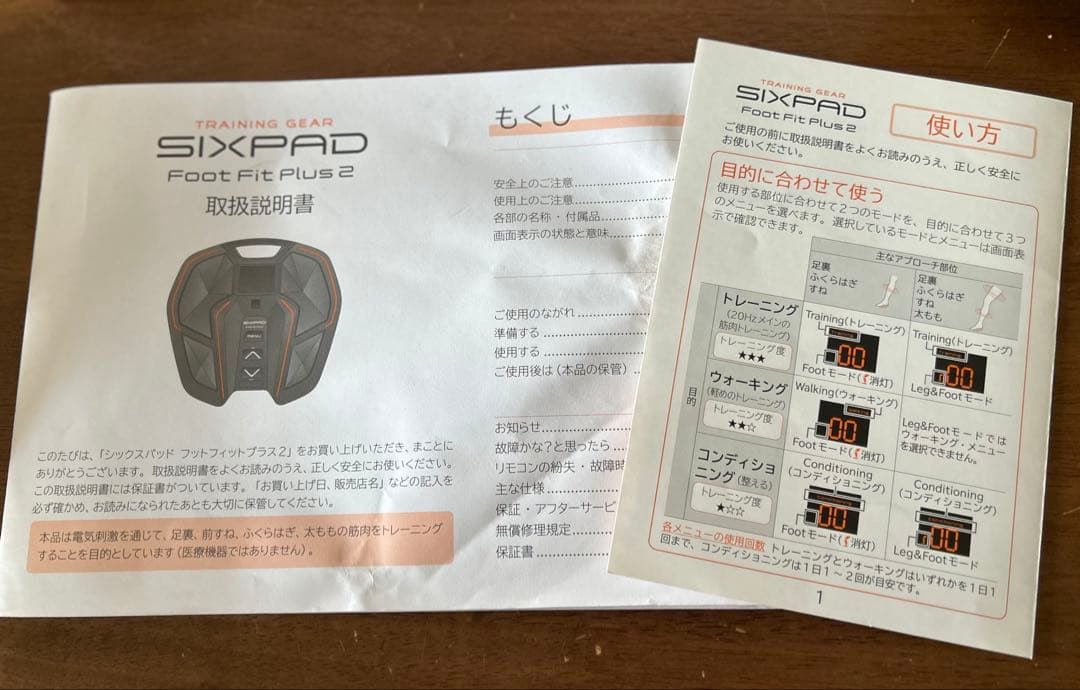 TRAINING GEAR
SIXPAD
Foot Fit Plus 2
取扱説明書
SIXPAD
MENU
このたびは、「シックスパッド フットフィットプラス2」をお買い上げいただき、まことに
ありがとうございます。取扱説明書をよくお読みのうえ、正しく安全にお使いください。
この取扱説明書には保証書がついています。「お買い上げ日、販売店名」などの記入を
必ず確かめ、お読みになられたあとも大切に保管してください。
本品は電気刺激を通じて、足裏、前すね、ふくらはぎ、太ももの筋肉をトレーニング
することを目的としています（医療機器ではありません）。
もくじ
安全上のご注意
使用上のご注意
各部の名称・付属品
画面表示の状態と意味
ご使用のながれ
準備する
使用する
ご使用後は（本品の保管）
お知らせ
故障かな？と思ったら
リモコンの紛失・故障時
主な仕様
保証・アフターサービ
無償修理規定
保証書
TRAINING GEAR
SIXPAD
Foot Fit Plus 2
使い方
ご使用の前に取扱説明書をよくお読みのうえ、正しく安全に
お使いください。
目的に合わせて使う
使用する部位に合わせて2つのモードを、目的に合わせて3つ
のメニューを選べます。選択しているモードとメニューは画面表
示で確認できます。
主なアプローチ部位
足裏
ふくらはぎ
すね
足裏
ふくらはぎ
すね
太もも
目的
トレーニング
（20Hzメインの
筋肉トレーニング）
トレーニング度
★★★
Training（トレーニング）
00
Footモード（消灯）
Training（トレーニング）
00
Leg&Footモード
ウォーキング
（軽めのトレーニング）
トレーニング度
★★☆
Walking（ウォーキング）
00
Footモード（消灯）
Leg&Footモードでは
ウォーキング・メニュー
を選択できません。
コンディショ
ニング（整える）
トレーニング度
★☆☆
Conditioning
（コンディショニング）
00
Footモード（消灯）
Conditioning
（コンディショニング）
00
Leg&Footモード
各メニューの使用回数 トレーニングとウォーキングはいずれかを1日1
回まで、コンディショニングは1日1～2回が目安です。
1